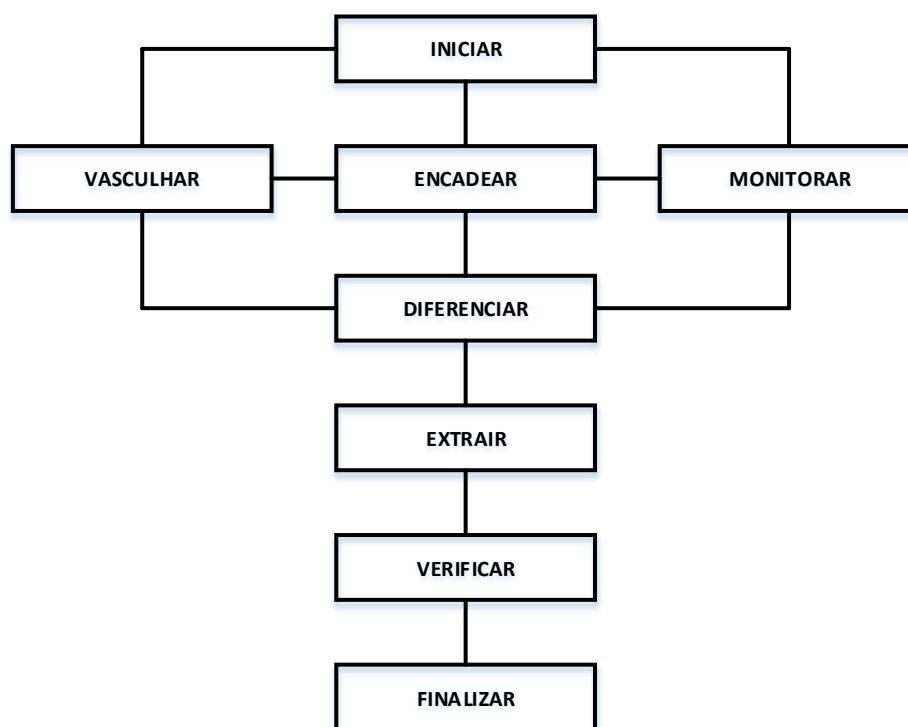 INICIAR
VASCULHAR
ENCADEAR
MONITORAR
DIFERENCIAR
EXTRAIR
VERIFICAR
FINALIZAR